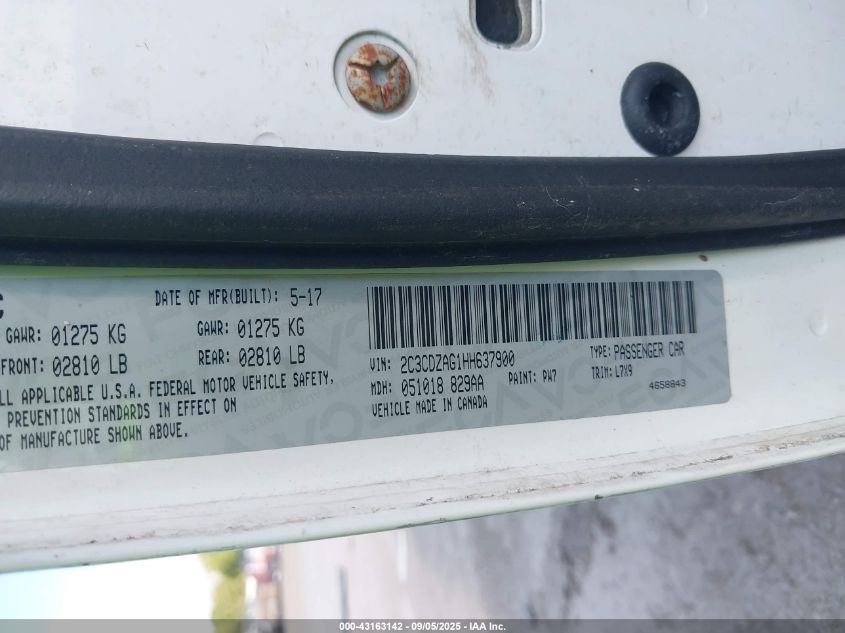 DATE OF MFR(BUILT): 5-17
GAWR: 01275 KG GAWR: 01275 KG
FRONT: 02810 LB REAR: 02810 LB
ALL APPLICABLE U.S.A. FEDERAL MOTOR VEHICLE SAFETY,
PREVENTION STANDARDS IN EFFECT ON
OF MANUFACTURE SHOWN ABOVE.
VIN: 2C3CDZAG1HH637900 TYPE: PASSENGER CAR
MDH: 051018 829AA PAINT: PW7 TRIM: L7X9
VEHICLE MADE IN CANADA 4658843
000-43163142 - 09/05/2025 - IAA Inc.